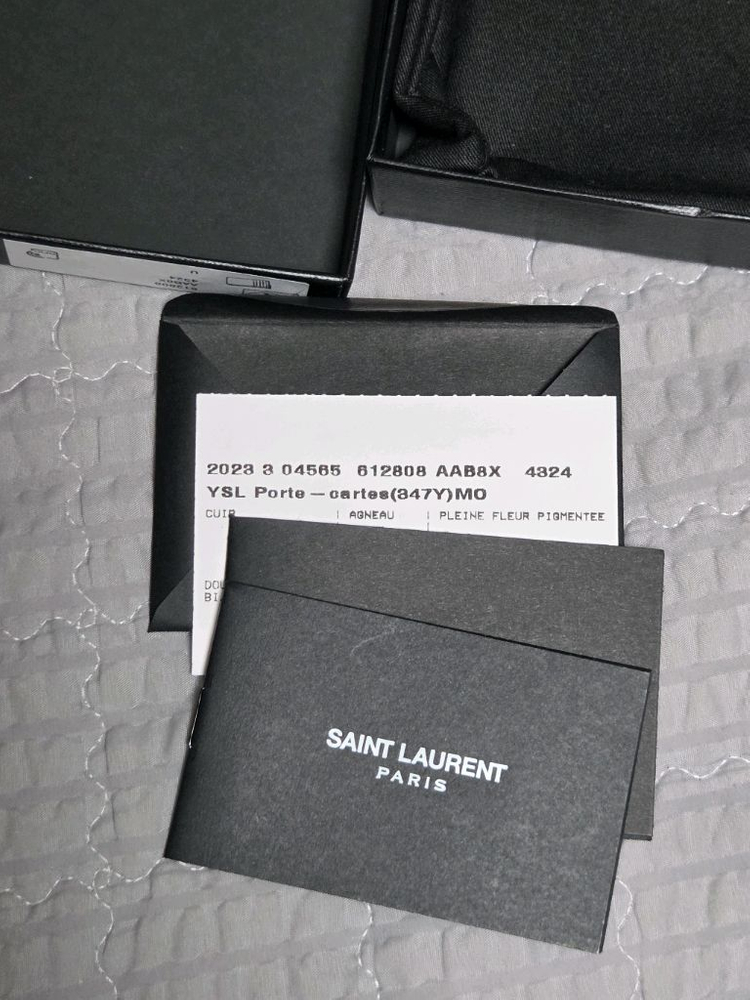 2023 3 04565 612808 AAB8X 4324
YSL Porte－cartes(347Y)MO
CUIR AGNEAU PLEINE FLEUR PIGMENTEE
SAINT LAURENT
PARIS